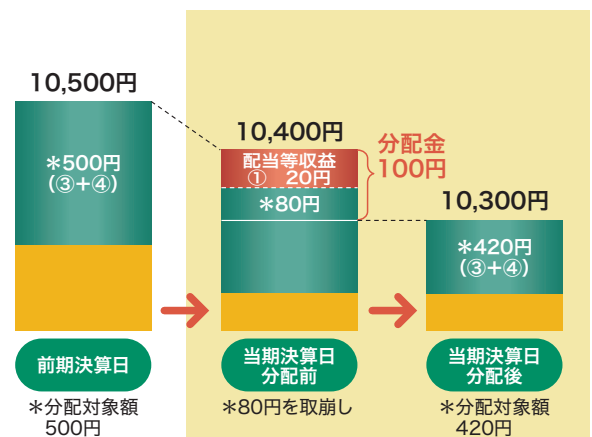 10,500円
＊500円
（③＋④）
前期決算日
＊分配対象額
500円
10,400円
配当等収益
① 20円
＊80円
分配金
100円
当期決算日
分配前
＊80円を取崩し
10,300円
＊420円
（③＋④）
当期決算日
分配後
＊分配対象額
420円